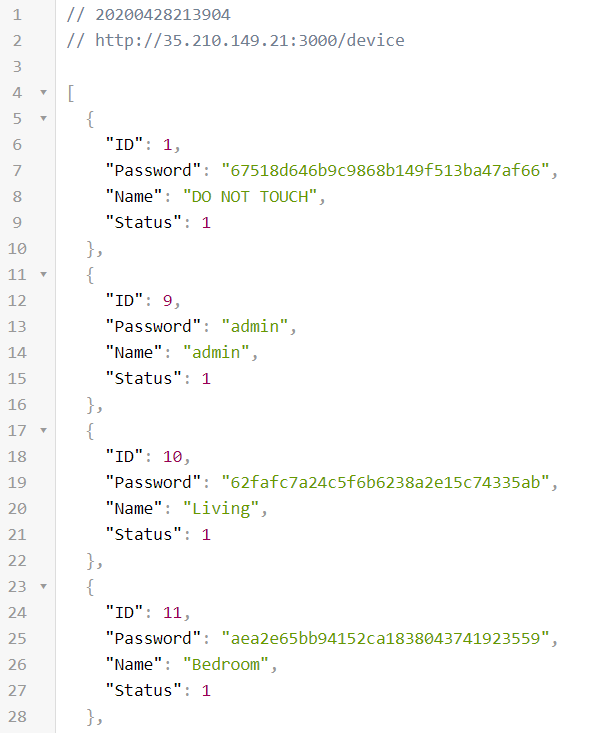 1 // 20200428213904
2 // http://35.210.149.21:3000/device
3
4 [
5 {
6 "ID": 1,
7 "Password": "67518d646b9c9868b149f513ba47af66",
8 "Name": "DO NOT TOUCH",
9 "Status": 1
10 },
11 {
12 "ID": 9,
13 "Password": "admin",
14 "Name": "admin",
15 "Status": 1
16 },
17 {
18 "ID": 10,
19 "Password": "62fafc7a24c5f6b6238a2e15c74335ab",
20 "Name": "Living",
21 "Status": 1
22 },
23 {
24 "ID": 11,
25 "Password": "aea2e65bb94152ca1838043741923559",
26 "Name": "Bedroom",
27 "Status": 1
28 },